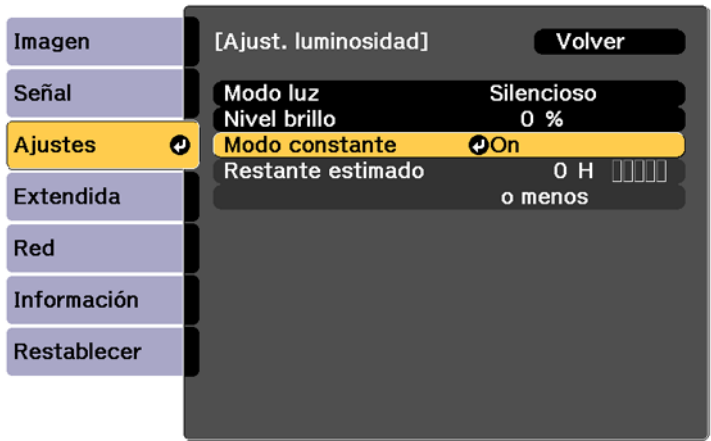 Imagen
Señal
Ajustes
Extendida
Red
Información
Restablecer
[Ajust. luminosidad] Volver
Modo luz Silencioso
Nivel brillo 0 %
Modo constante On
Restante estimado 0 H
o menos